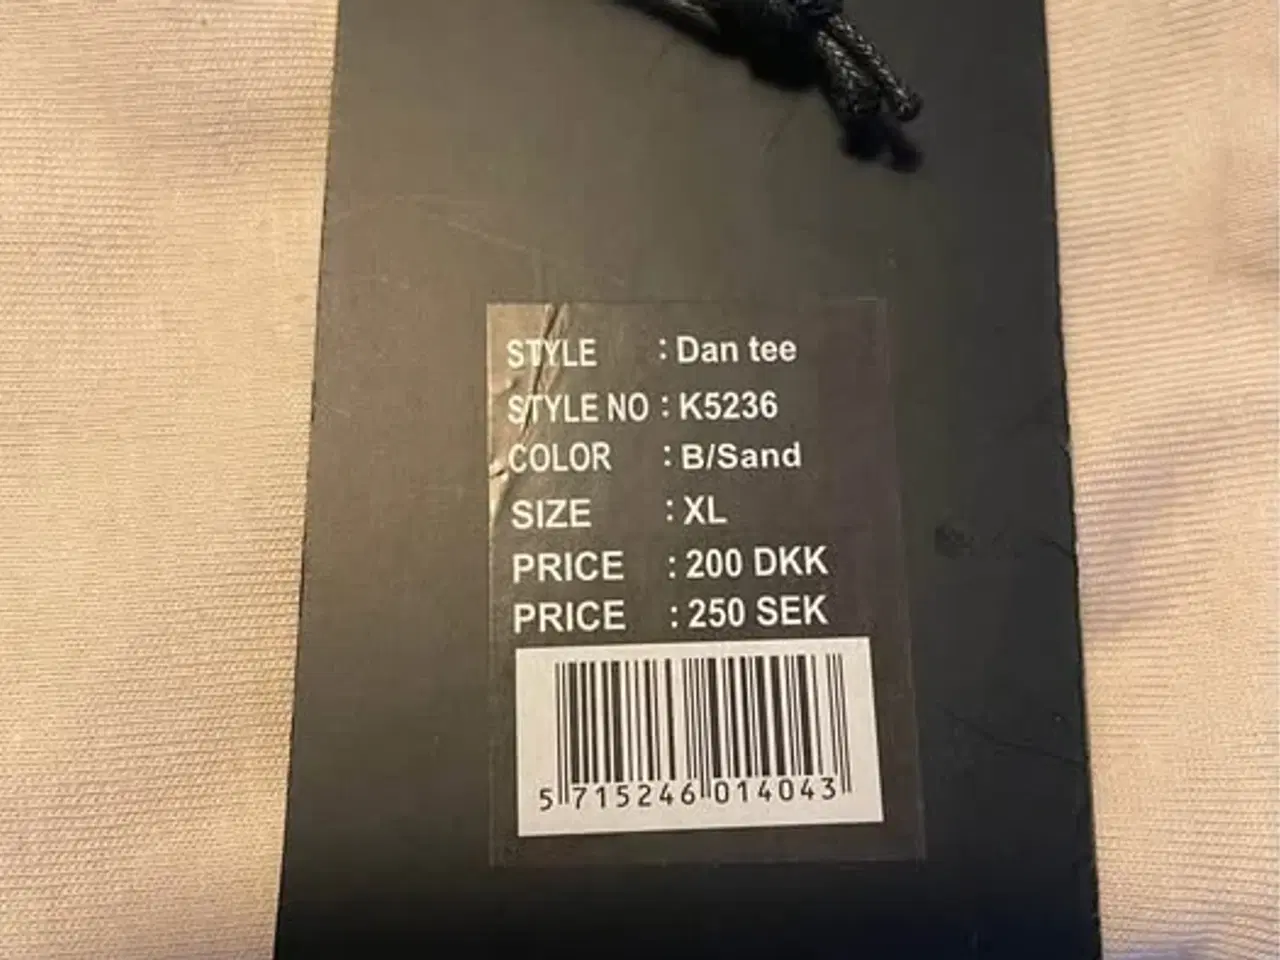 STYLE : Dan tee
STYLE NO : K5236
COLOR : B/Sand
SIZE : XL
PRICE : 200 DKK
PRICE : 250 SEK
5 715246 014043